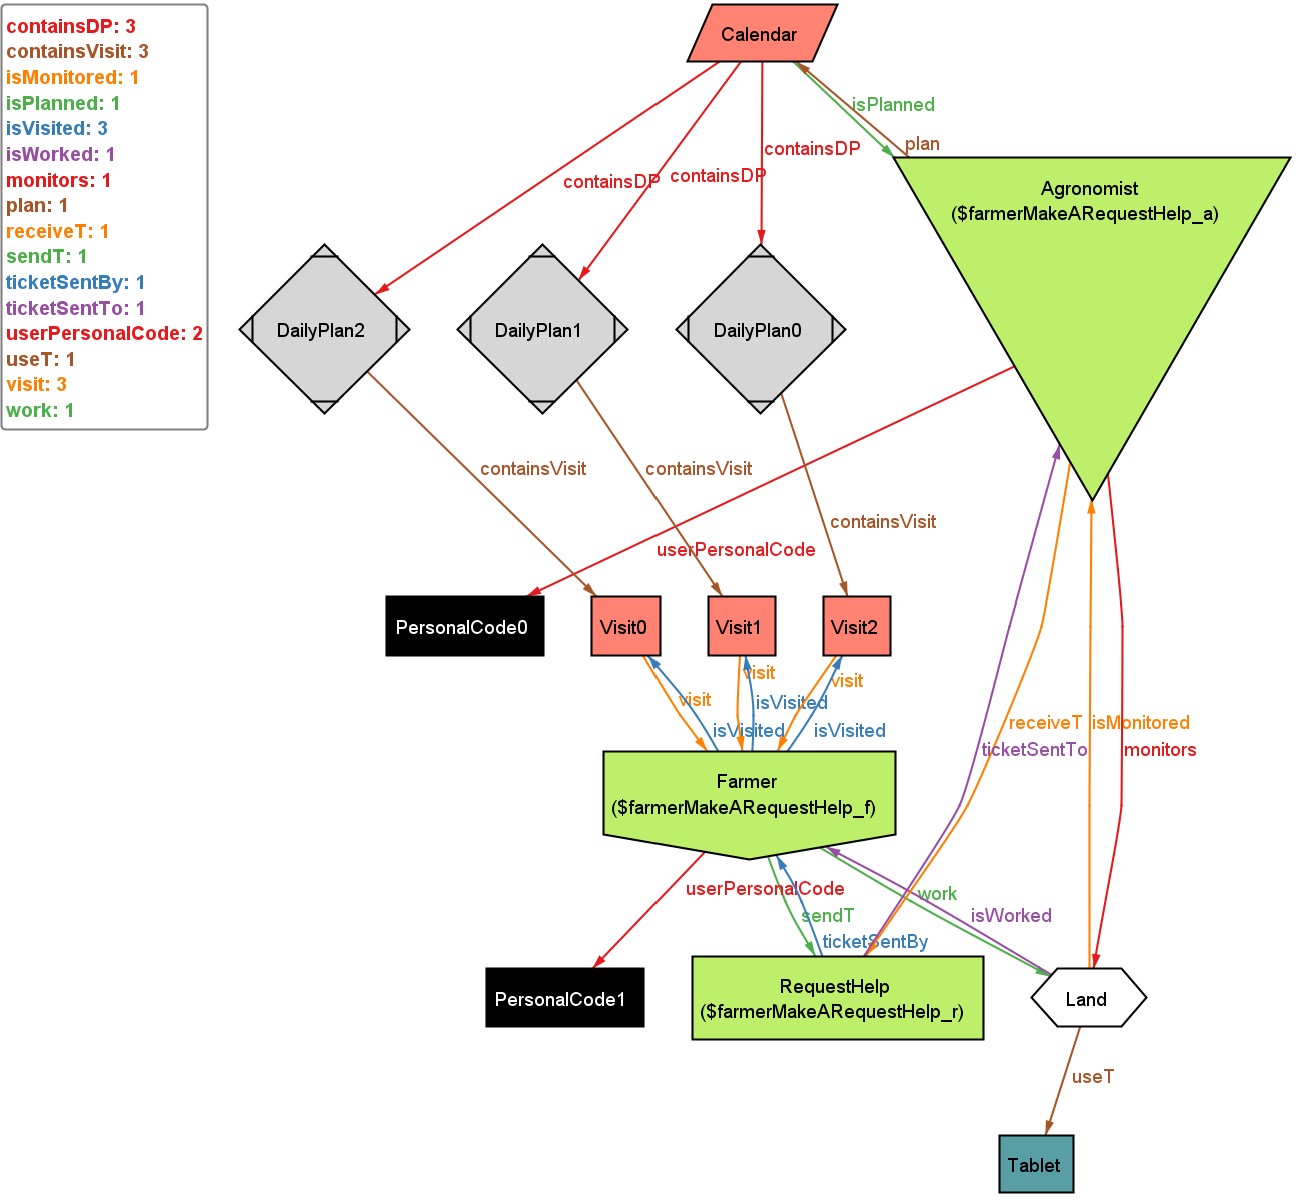 containsDP: 3
containsVisit: 3
isMonitored: 1
isPlanned: 1
isVisited: 3
isWorked: 1
monitors: 1
plan: 1
receiveT: 1
sendT: 1
ticketSentBy: 1
ticketSentTo: 1
userPersonalCode: 2
useT: 1
visit: 3
work: 1
Calendar
isPlanned
plan
containsDP
containsDP
containsDP
Agronomist
($farmerMakeARequestHelp_a)
DailyPlan2
DailyPlan1
DailyPlan0
containsVisit
containsVisit
containsVisit
userPersonalCode
PersonalCode0
Visit0
Visit1
Visit2
visit
visit
visit
isVisited
isVisited
isVisited
receiveT
isMonitored
ticketSentTo
monitors
Farmer
($farmerMakeARequestHelp_f)
userPersonalCode
sendT
work
isWorked
ticketSentBy
PersonalCode1
RequestHelp
($farmerMakeARequestHelp_r)
Land
useT
Tablet